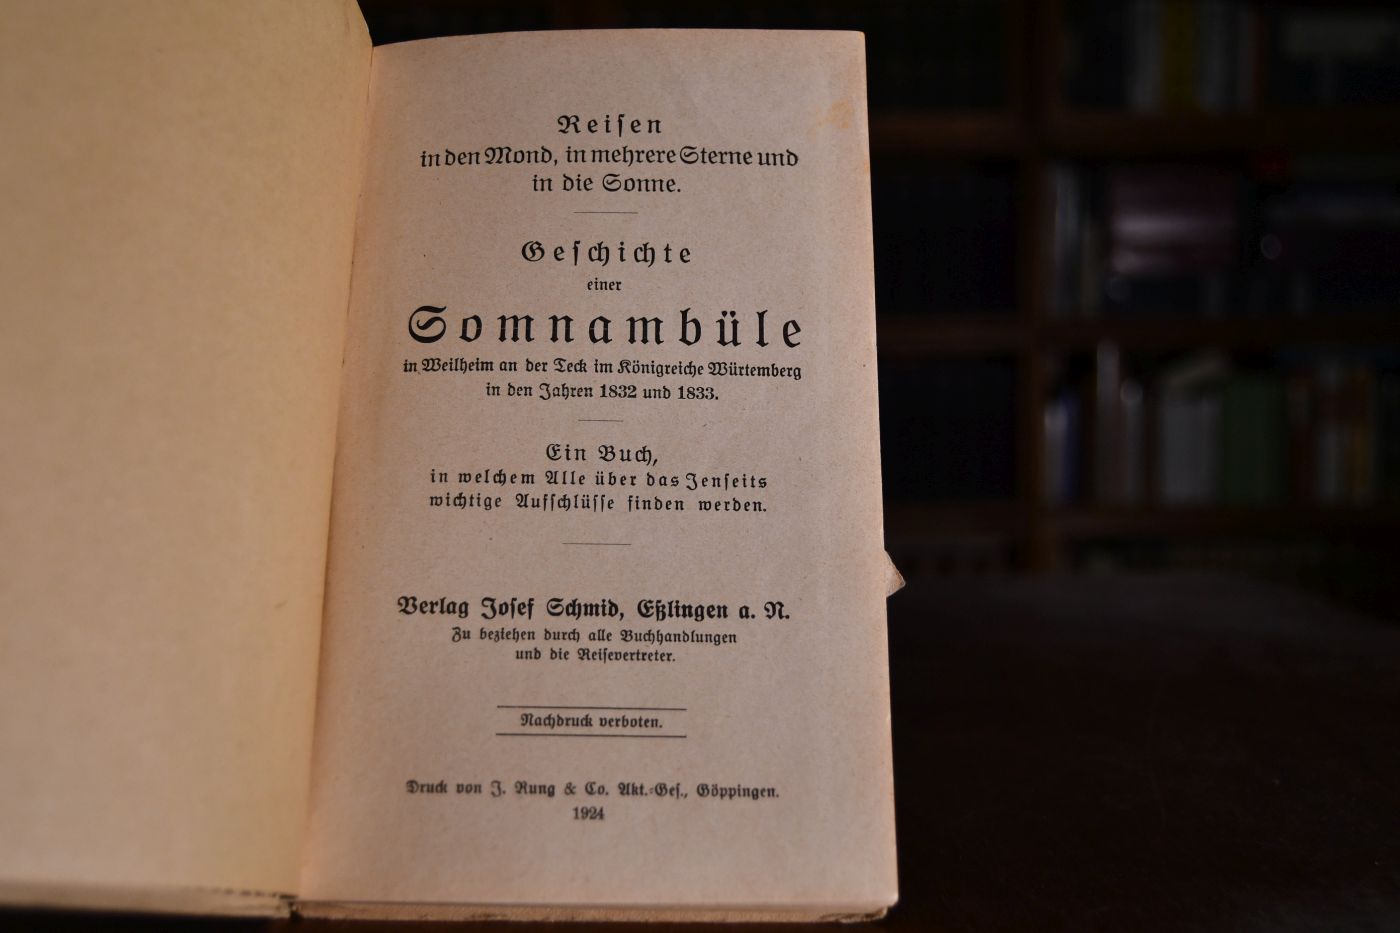 Reiſen
in den Mond, in mehrere Sterne und
in die Sonne.
Geſchichte
einer
Somnambüle
in Weilheim an der Teck im Königreiche Würtemberg
in den Jahren 1832 und 1833.
Ein Buch,
in welchem Alle über das Jenſeits
wichtige Aufſchlüſſe finden werden.
Verlag Joſef Schmid, Eßlingen a. N.
Zu beziehen durch alle Buchhandlungen
und die Reiſevertreter.
Nachdruck verboten.
Druck von J. Rung & Co. Akt.-Geſ., Göppingen.
1924